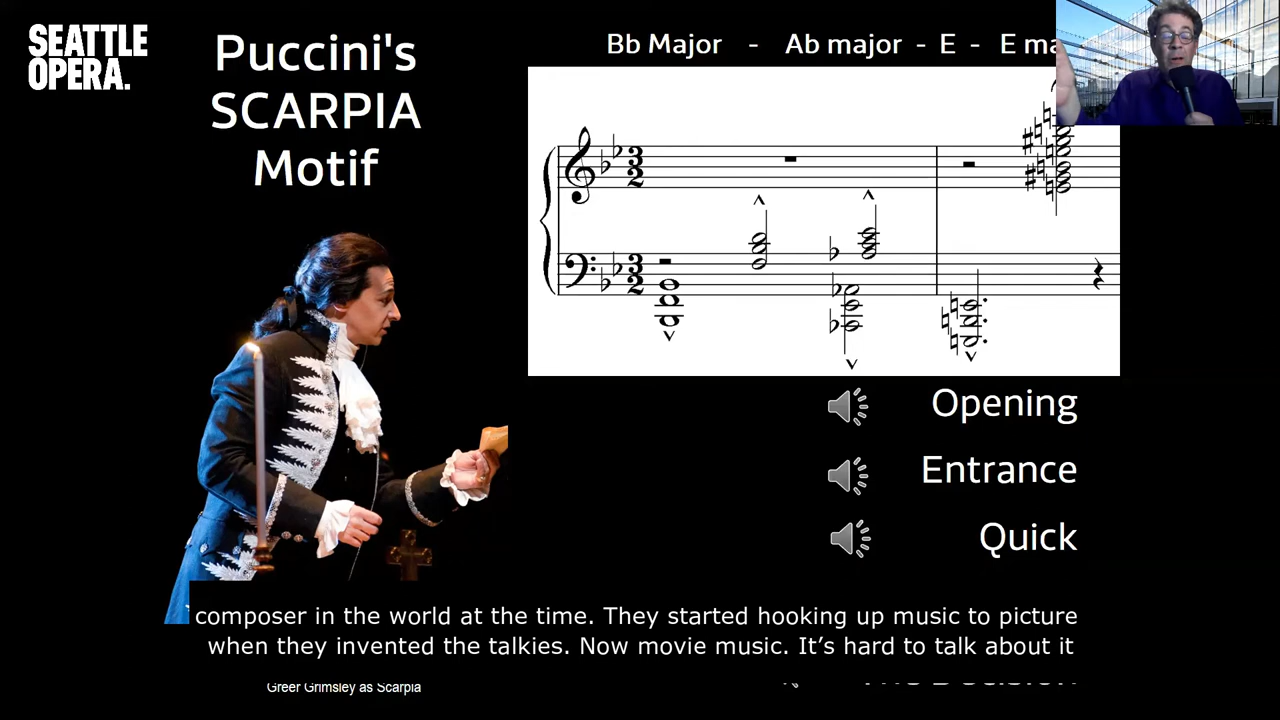 SEATTLE
OPERA.
Puccini's
SCARPIA
Motif
Bb Major - Ab major - E - E
Opening
Entrance
Quick
composer in the world at the time. They started hooking up music to picture
when they invented the talkies. Now movie music. It’s hard to talk about it
Greer Grimsley as Scarpia